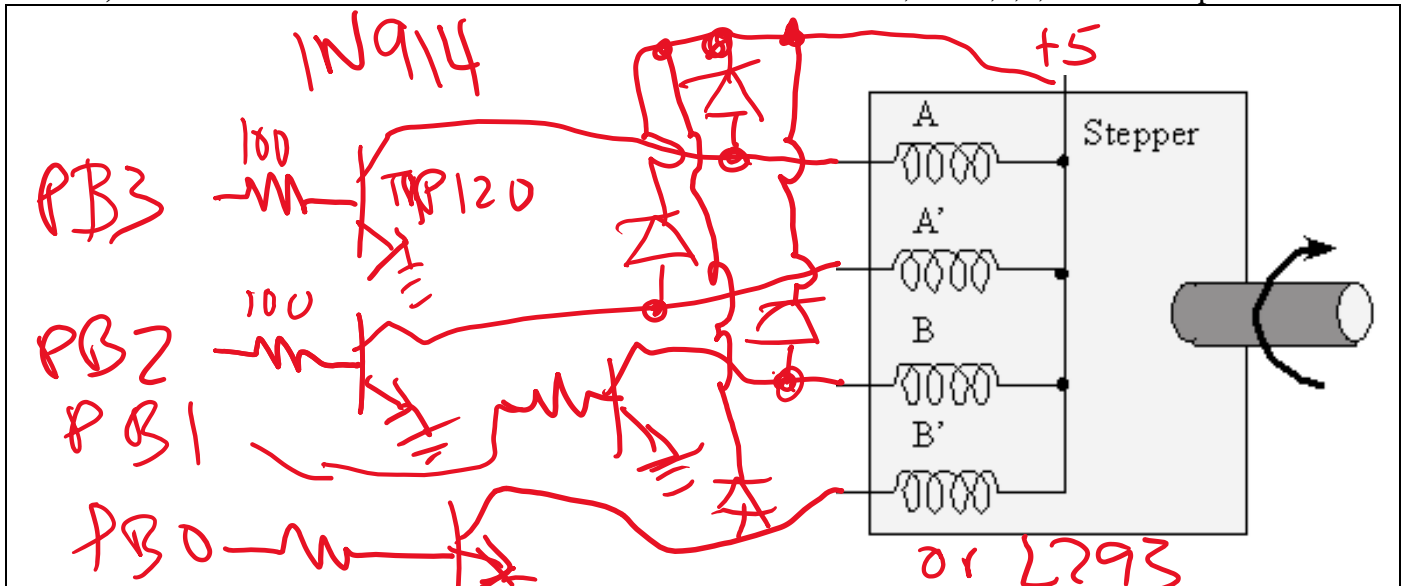 1N914
+5
A
Stepper
100
PB3
TIP120
A'
100
PB2
B
PB1
B'
PB0
or L293